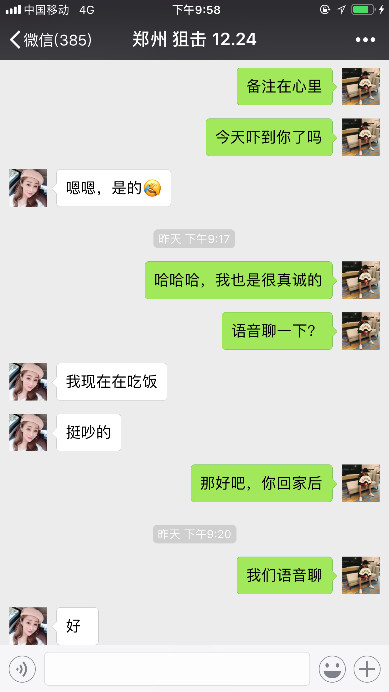 中国移动 4G 下午9:58
微信(385) 郑州 狙击 12.24
备注在心里
今天吓到你了吗
嗯嗯，是的😹
昨天 下午9:17
哈哈哈，我也是很真诚的
语音聊一下?
我现在在吃饭
挺吵的
那好吧，你回家后
昨天 下午9:20
我们语音聊
好